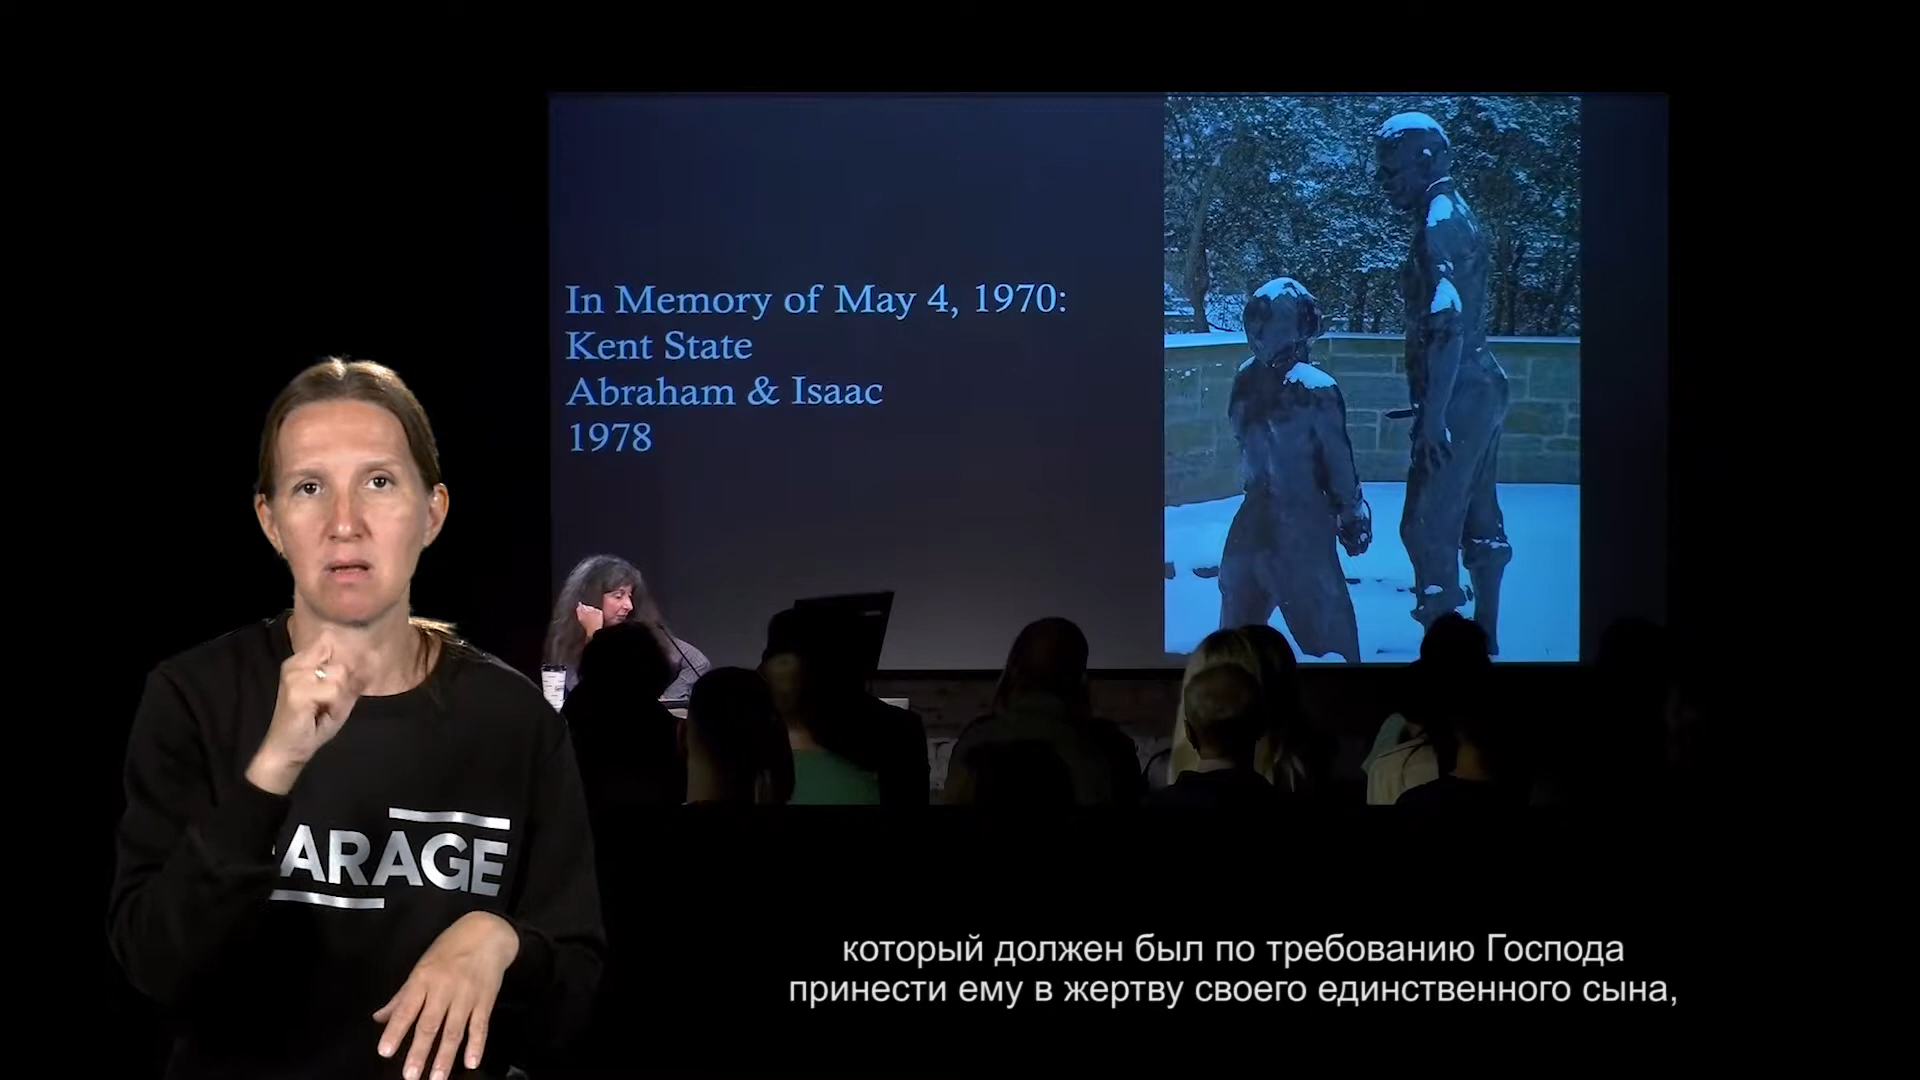 In Memory of May 4, 1970:
Kent State
Abraham & Isaac
1978
ARAGE
который должен был по требованию Господа
принести ему в жертву своего единственного сына,